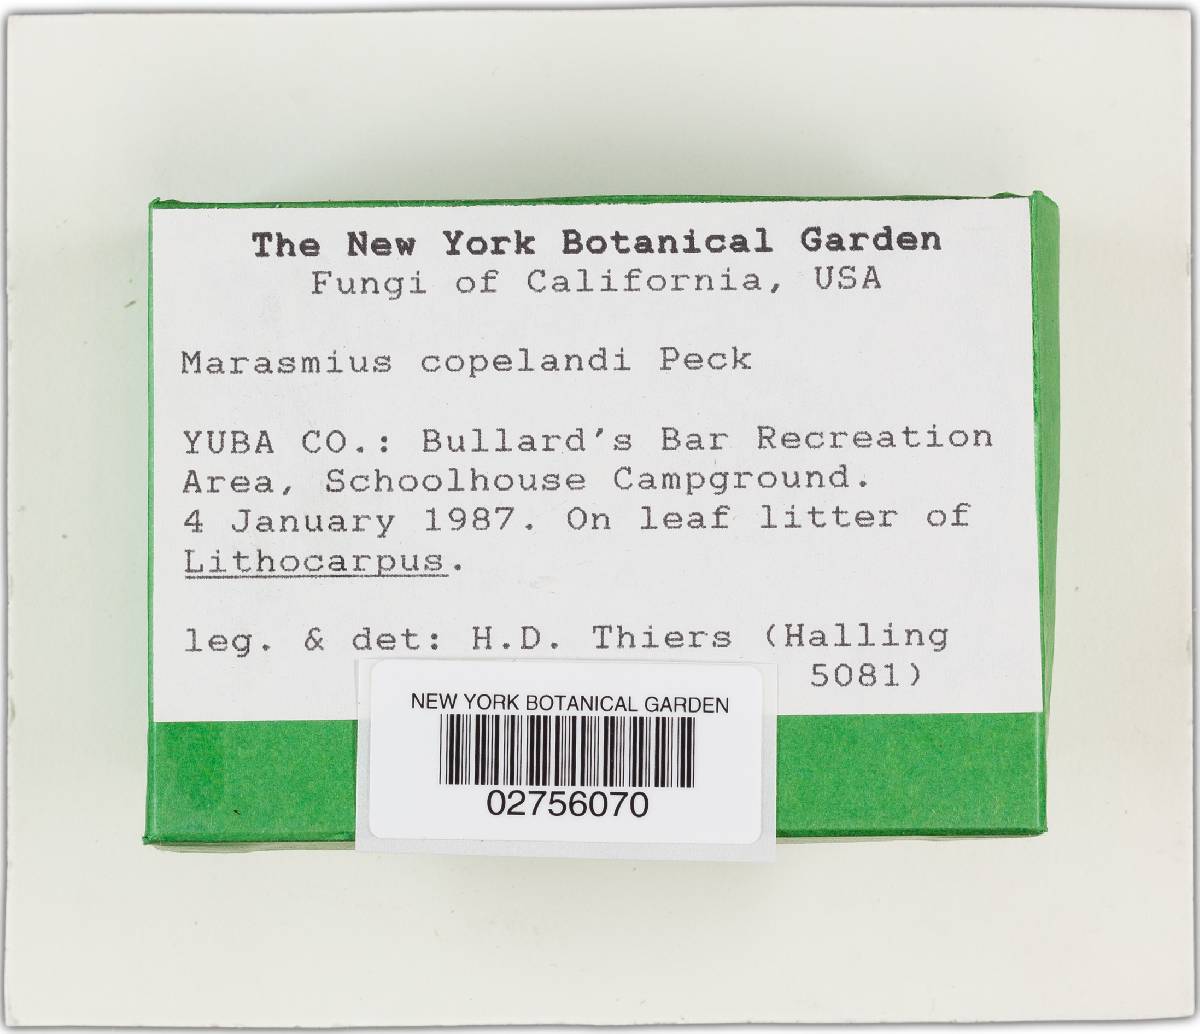 The New York Botanical Garden
Fungi of California, USA
Marasmius copelandi Peck
YUBA CO.: Bullard's Bar Recreation
Area, Schoolhouse Campground.
4 January 1987. On leaf litter of
Lithocarpus.
leg. & det: H.D. Thiers (Halling
5081)
NEW YORK BOTANICAL GARDEN
02756070